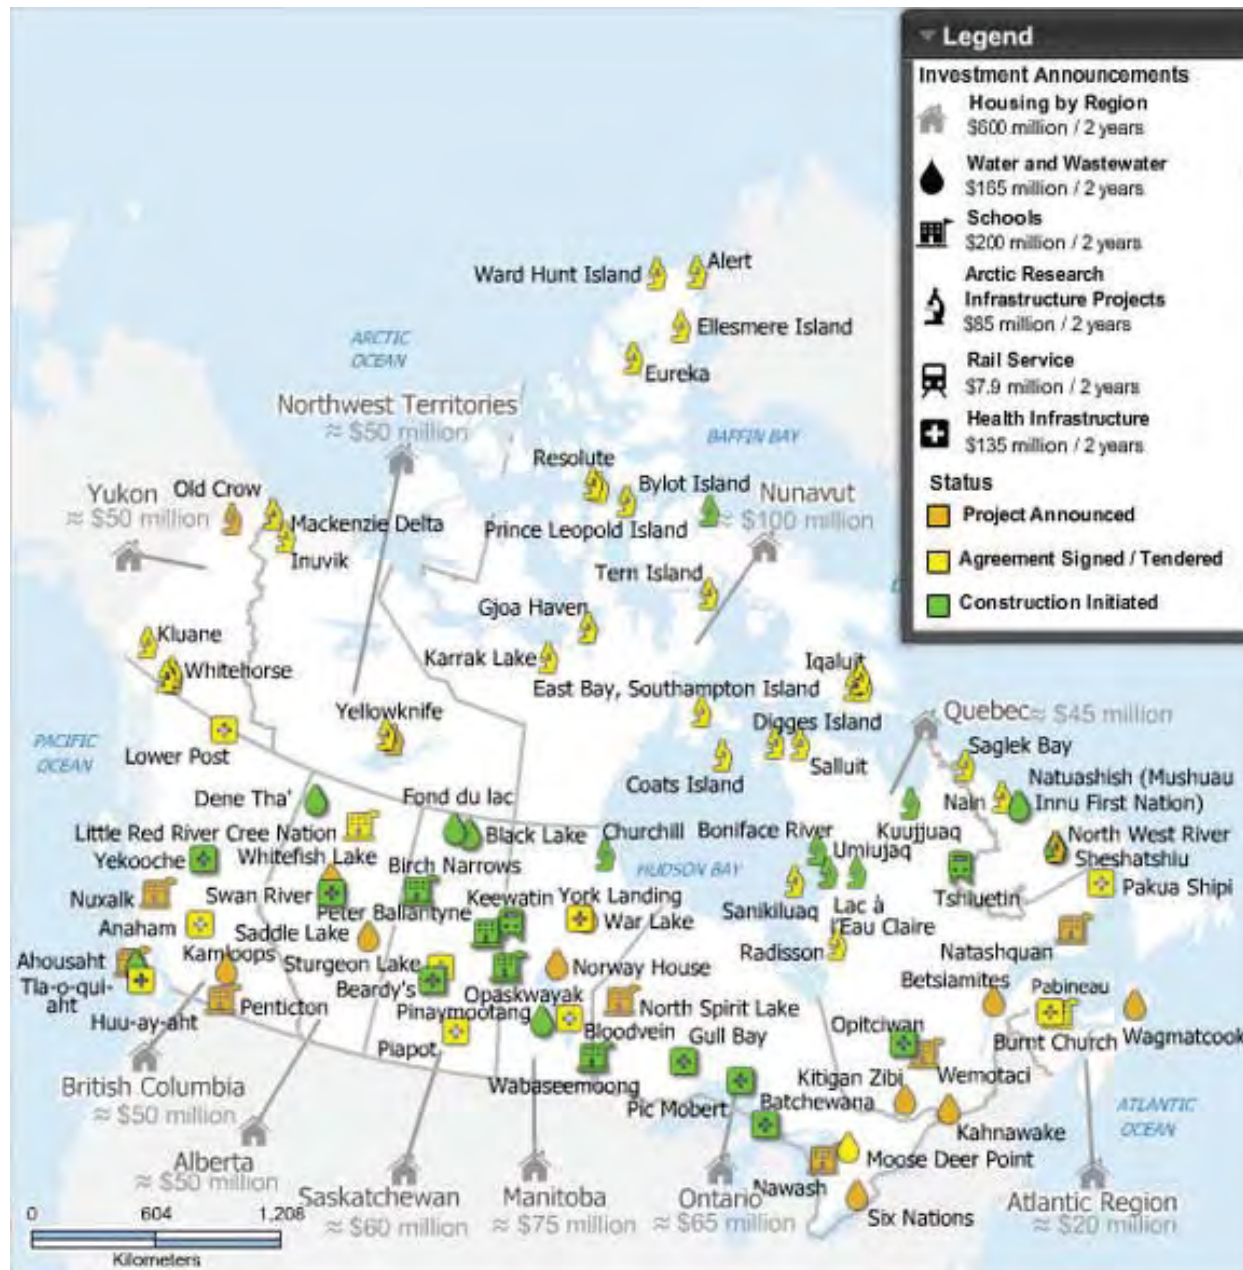 Legend
Investment Announcements
Housing by Region
$600 million / 2 years
Water and Wastewater
$165 million / 2 years
Schools
$200 million / 2 years
Arctic Research
Infrastructure Projects
$85 million / 2 years
Rail Service
$7.9 million / 2 years
Health Infrastructure
$135 million / 2 years
Status
Project Announced
Agreement Signed / Tendered
Construction Initiated
Ward Hunt Island
Alert
Ellesmere Island
ARCTIC
OCEAN
Eureka
Northwest Territories
≈ $50 million
BAFFIN BAY
Resolute
Bylot Island
Nunavut
≈ $100 million
Yukon
≈ $50 million
Old Crow
Mackenzie Delta
Prince Leopold Island
Inuvik
Tern Island
Gjoa Haven
Kluane
Karrak Lake
Iqaluit
Whitehorse
East Bay, Southampton Island
Yellowknife
Digges Island
Quebec ≈ $45 million
PACIFIC
OCEAN
Lower Post
Salluit
Saglek Bay
Coats Island
Natuashish (Mushuau
Innu First Nation)
Nain
Dene Tha'
Fond du lac
Kuujjuaq
Little Red River Cree Nation
Black Lake
Churchill
Boniface River
North West River
Yekooche
Whitefish Lake
Birch Narrows
HUDSON BAY
Umiujaq
Sheshatshiu
Nuxalk
Swan River
Keewatin
York Landing
Tshiuetin
Pakua Shipi
Peter Ballantyne
War Lake
Sanikiluaq
Lac à
l'Eau Claire
Anaham
Saddle Lake
Radisson
Natashquan
Ahousaht
Kamloops
Sturgeon Lake
Norway House
Tla-o-qui-
aht
Beardy's
Opaskwayak
Betsiamites
Pabineau
Huu-ay-aht
Penticton
Pinaymootang
North Spirit Lake
Opitciwan
Piapot
Bloodvein
Gull Bay
Burnt Church
Wagmatcook
British Columbia
≈ $50 million
Wabaseemoong
Kitigan Zibi
Wemotaci
Pic Mobert
Batchewana
Kahnawake
ATLANTIC
OCEAN
Alberta
≈ $50 million
Moose Deer Point
Saskatchewan
≈ $60 million
Manitoba
≈ $75 million
Ontario
≈ $65 million
Nawash
Six Nations
Atlantic Region
≈ $20 million
0 604 1,208
Kilometers